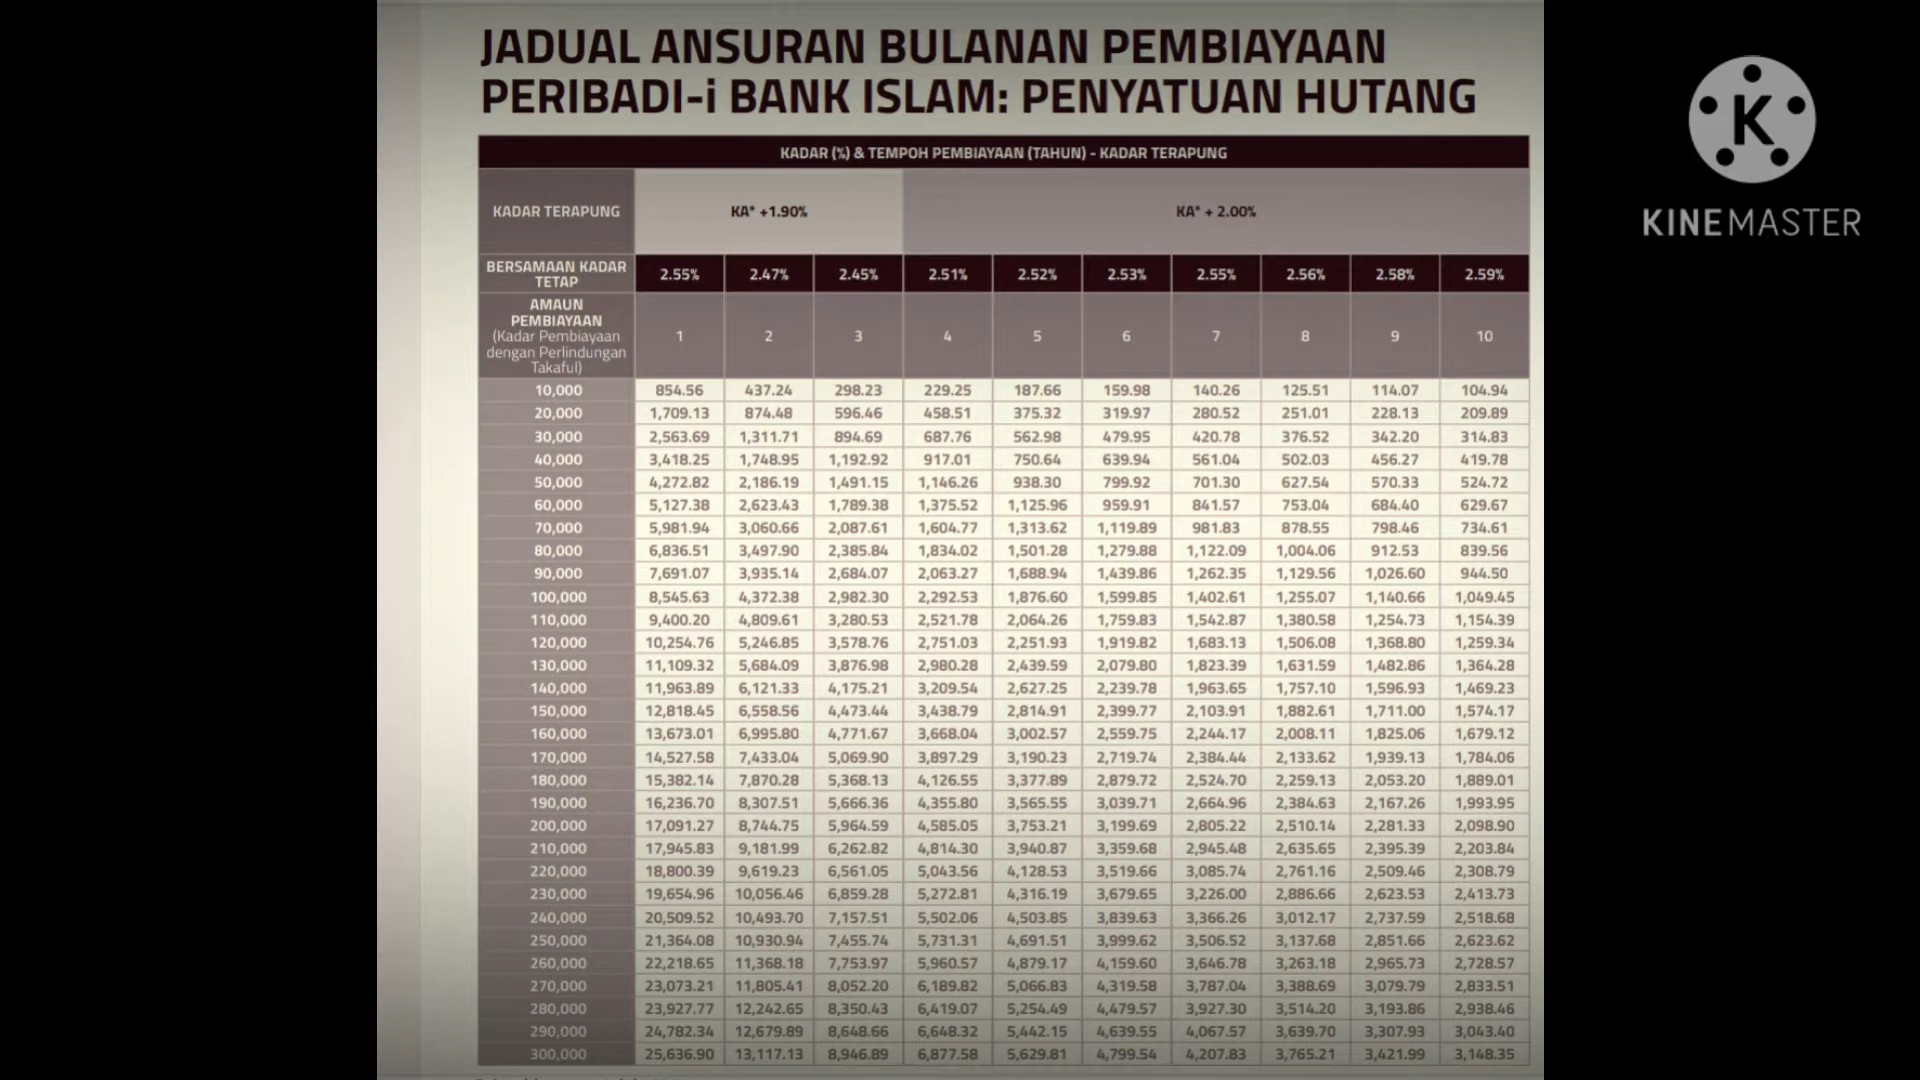 JADUAL ANSURAN BULANAN PEMBIAYAAN
PERIBADI-i BANK ISLAM: PENYATUAN HUTANG
KADAR (%) & TEMPOH PEMBIAYAAN (TAHUN) - KADAR TERAPUNG
KADAR TERAPUNG KA* +1.90% KA* + 2.00%
BERSAMAAN KADAR
TETAP
2.55% 2.47% 2.45% 2.51% 2.52% 2.53% 2.55% 2.56% 2.58% 2.59%
AMAUN
PEMBIAYAAN
(Kadar Pembiayaan
dengan Perlindungan
Takaful)
1 2 3 4 5 6 7 8 9 10
10,000 854.56 437.24 298.23 229.25 187.66 159.98 140.26 125.51 114.07 104.94
20,000 1,709.13 874.48 596.46 458.51 375.32 319.97 280.52 251.01 228.13 209.89
30,000 2,563.69 1,311.71 894.69 687.76 562.98 479.95 420.78 376.52 342.20 314.83
40,000 3,418.25 1,748.95 1,192.92 917.01 750.64 639.94 561.04 502.03 456.27 419.78
50,000 4,272.82 2,186.19 1,491.15 1,146.26 938.30 799.92 701.30 627.54 570.33 524.72
60,000 5,127.38 2,623.43 1,789.38 1,375.52 1,125.96 959.91 841.57 753.04 684.40 629.67
70,000 5,981.94 3,060.66 2,087.61 1,604.77 1,313.62 1,119.89 981.83 878.55 798.46 734.61
80,000 6,836.51 3,497.90 2,385.84 1,834.02 1,501.28 1,279.88 1,122.09 1,004.06 912.53 839.56
90,000 7,691.07 3,935.14 2,684.07 2,063.27 1,688.94 1,439.86 1,262.35 1,129.56 1,026.60 944.50
100,000 8,545.63 4,372.38 2,982.30 2,292.53 1,876.60 1,599.85 1,402.61 1,255.07 1,140.66 1,049.45
110,000 9,400.20 4,809.61 3,280.53 2,521.78 2,064.26 1,759.83 1,542.87 1,380.58 1,254.73 1,154.39
120,000 10,254.76 5,246.85 3,578.76 2,751.03 2,251.93 1,919.82 1,683.13 1,506.08 1,368.80 1,259.34
130,000 11,109.32 5,684.09 3,876.98 2,980.28 2,439.59 2,079.80 1,823.39 1,631.59 1,482.86 1,364.28
140,000 11,963.89 6,121.33 4,175.21 3,209.54 2,627.25 2,239.78 1,963.65 1,757.10 1,596.93 1,469.23
150,000 12,818.45 6,558.56 4,473.44 3,438.79 2,814.91 2,399.77 2,103.91 1,882.61 1,711.00 1,574.17
160,000 13,673.01 6,995.80 4,771.67 3,668.04 3,002.57 2,559.75 2,244.17 2,008.11 1,825.06 1,679.12
170,000 14,527.58 7,433.04 5,069.90 3,897.29 3,190.23 2,719.74 2,384.44 2,133.62 1,939.13 1,784.06
180,000 15,382.14 7,870.28 5,368.13 4,126.55 3,377.89 2,879.72 2,524.70 2,259.13 2,053.20 1,889.01
190,000 16,236.70 8,307.51 5,666.36 4,355.80 3,565.55 3,039.71 2,664.96 2,384.63 2,167.26 1,993.95
200,000 17,091.27 8,744.75 5,964.59 4,585.05 3,753.21 3,199.69 2,805.22 2,510.14 2,281.33 2,098.90
210,000 17,945.83 9,181.99 6,262.82 4,814.30 3,940.87 3,359.68 2,945.48 2,635.65 2,395.39 2,203.84
220,000 18,800.39 9,619.23 6,561.05 5,043.56 4,128.53 3,519.66 3,085.74 2,761.16 2,509.46 2,308.79
230,000 19,654.96 10,056.46 6,859.28 5,272.81 4,316.19 3,679.65 3,226.00 2,886.66 2,623.53 2,413.73
240,000 20,509.52 10,493.70 7,157.51 5,502.06 4,503.85 3,839.63 3,366.26 3,012.17 2,737.59 2,518.68
250,000 21,364.08 10,930.94 7,455.74 5,731.31 4,691.51 3,999.62 3,506.52 3,137.68 2,851.66 2,623.62
260,000 22,218.65 11,368.18 7,753.97 5,960.57 4,879.17 4,159.60 3,646.78 3,263.18 2,965.73 2,728.57
270,000 23,073.21 11,805.41 8,052.20 6,189.82 5,066.83 4,319.58 3,787.04 3,388.69 3,079.79 2,833.51
280,000 23,927.77 12,242.65 8,350.43 6,419.07 5,254.49 4,479.57 3,927.30 3,514.20 3,193.86 2,938.46
290,000 24,782.34 12,679.89 8,648.66 6,648.32 5,442.15 4,639.55 4,067.57 3,639.70 3,307.93 3,043.40
300,000 25,636.90 13,117.13 8,946.89 6,877.58 5,629.81 4,799.54 4,207.83 3,765.21 3,421.99 3,148.35
K
KINEMASTER